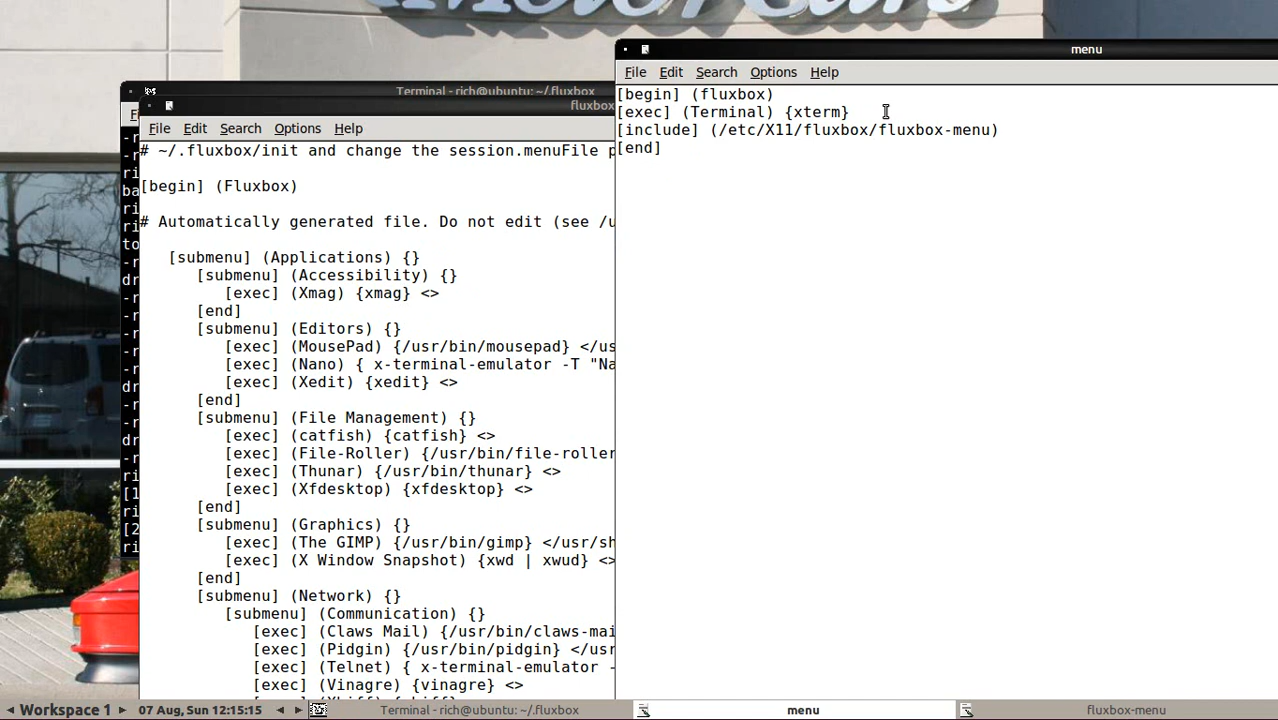 MotorCars
menu
File Edit Search Options Help
[begin] (fluxbox)
[exec] (Terminal) {xterm}
[include] (/etc/X11/fluxbox/fluxbox-menu)
[end]
Terminal - rich@ubuntu: ~/.fluxbox
fluxbox
File Edit Search Options Help
# ~/.fluxbox/init and change the session.menuFile p
[begin] (Fluxbox)
# Automatically generated file. Do not edit (see /u
[submenu] (Applications) {}
[submenu] (Accessibility) {}
[exec] (Xmag) {xmag} <>
[end]
[submenu] (Editors) {}
[exec] (MousePad) {/usr/bin/mousepad} </us
[exec] (Nano) { x-terminal-emulator -T "Na
[exec] (Xedit) {xedit} <>
[end]
[submenu] (File Management) {}
[exec] (catfish) {catfish} <>
[exec] (File-Roller) {/usr/bin/file-roller
[exec] (Thunar) {/usr/bin/thunar} <>
[exec] (Xfdesktop) {xfdesktop} <>
[end]
[submenu] (Graphics) {}
[exec] (The GIMP) {/usr/bin/gimp} </us/sh
[exec] (X Window Snapshot) {xwd | xwud} <>
[end]
[submenu] (Network) {}
[submenu] (Communication) {}
[exec] (Claws Mail) {/usr/bin/claws-mai
[exec] (Pidgin) {/usr/bin/pidgin} </usr
[exec] (Telnet) { x-terminal-emulator -
[exec] (Vinagre) {vinagre} <>
Workspace 1 07 Aug, Sun 12:15:15 Terminal - rich@ubuntu: ~/.fluxbox menu fluxbox-menu